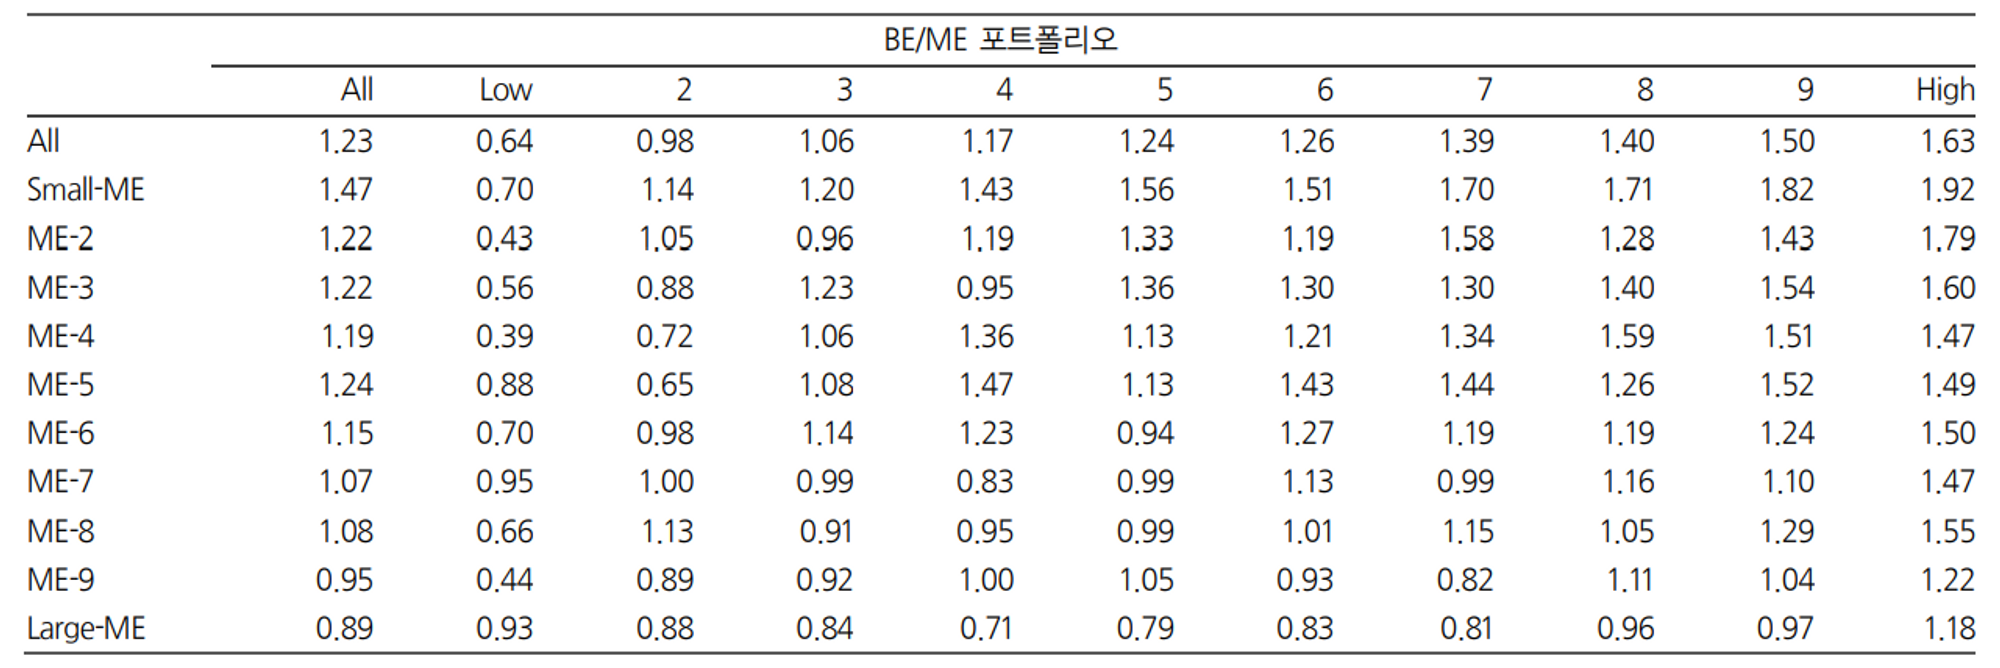 BE/ME 포트폴리오
All Low 2 3 4 5 6 7 8 9 High
All 1.23 0.64 0.98 1.06 1.17 1.24 1.26 1.39 1.40 1.50 1.63
Small-ME 1.47 0.70 1.14 1.20 1.43 1.56 1.51 1.70 1.71 1.82 1.92
ME-2 1.22 0.43 1.05 0.96 1.19 1.33 1.19 1.58 1.28 1.43 1.79
ME-3 1.22 0.56 0.88 1.23 0.95 1.36 1.30 1.30 1.40 1.54 1.60
ME-4 1.19 0.39 0.72 1.06 1.36 1.13 1.21 1.34 1.59 1.51 1.47
ME-5 1.24 0.88 0.65 1.08 1.47 1.13 1.43 1.44 1.26 1.52 1.49
ME-6 1.15 0.70 0.98 1.14 1.23 0.94 1.27 1.19 1.19 1.24 1.50
ME-7 1.07 0.95 1.00 0.99 0.83 0.99 1.13 0.99 1.16 1.10 1.47
ME-8 1.08 0.66 1.13 0.91 0.95 0.99 1.01 1.15 1.05 1.29 1.55
ME-9 0.95 0.44 0.89 0.92 1.00 1.05 0.93 0.82 1.11 1.04 1.22
Large-ME 0.89 0.93 0.88 0.84 0.71 0.79 0.83 0.81 0.96 0.97 1.18